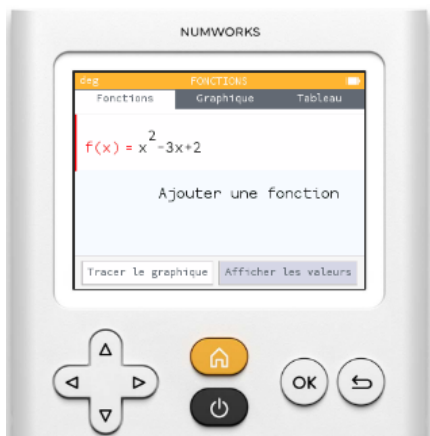 NUMWORKS
deg FONCTIONS
Fonctions Graphique Tableau
f(x) = x²-3x+2
Ajouter une fonction
Tracer le graphique Afficher les valeurs
OK